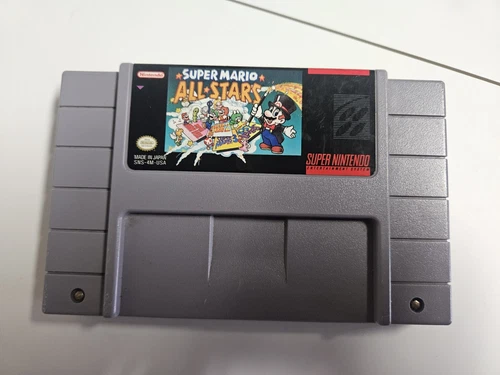 Nintendo
SUPER MARIO
ALL★STARS
MADE IN JAPAN
SNS-4M-USA
SUPER NINTENDO
ENTERTAINMENT SYSTEM